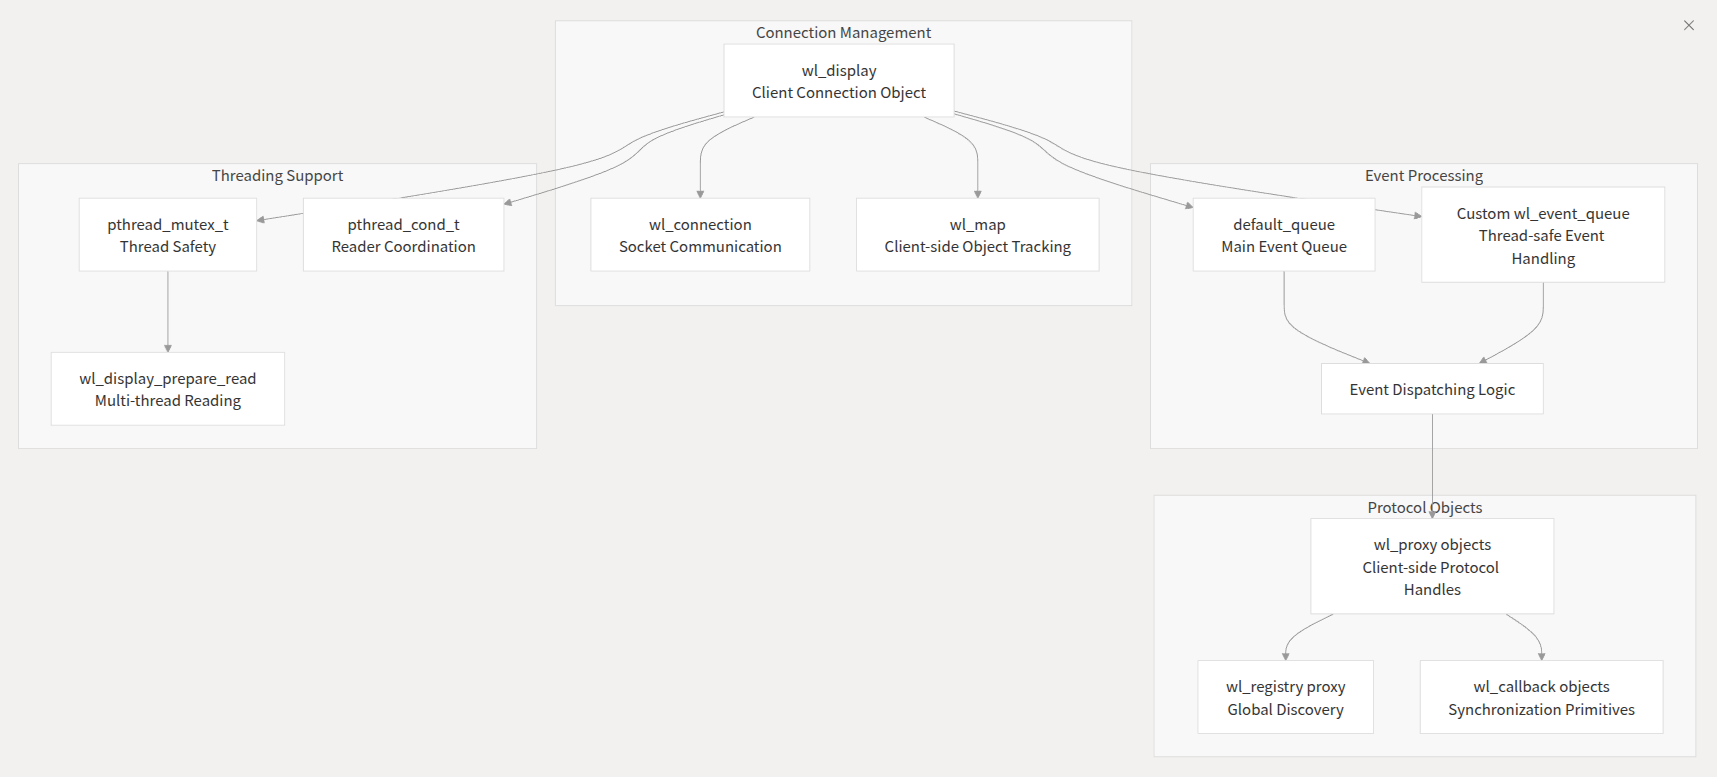 Connection Management
wl_display
Client Connection Object
Threading Support
pthread_mutex_t
Thread Safety
pthread_cond_t
Reader Coordination
wl_connection
Socket Communication
wl_map
Client-side Object Tracking
Event Processing
default_queue
Main Event Queue
Custom wl_event_queue
Thread-safe Event
Handling
wl_display_prepare_read
Multi-thread Reading
Event Dispatching Logic
Protocol Objects
wl_proxy objects
Client-side Protocol
Handles
wl_registry proxy
Global Discovery
wl_callback objects
Synchronization Primitives